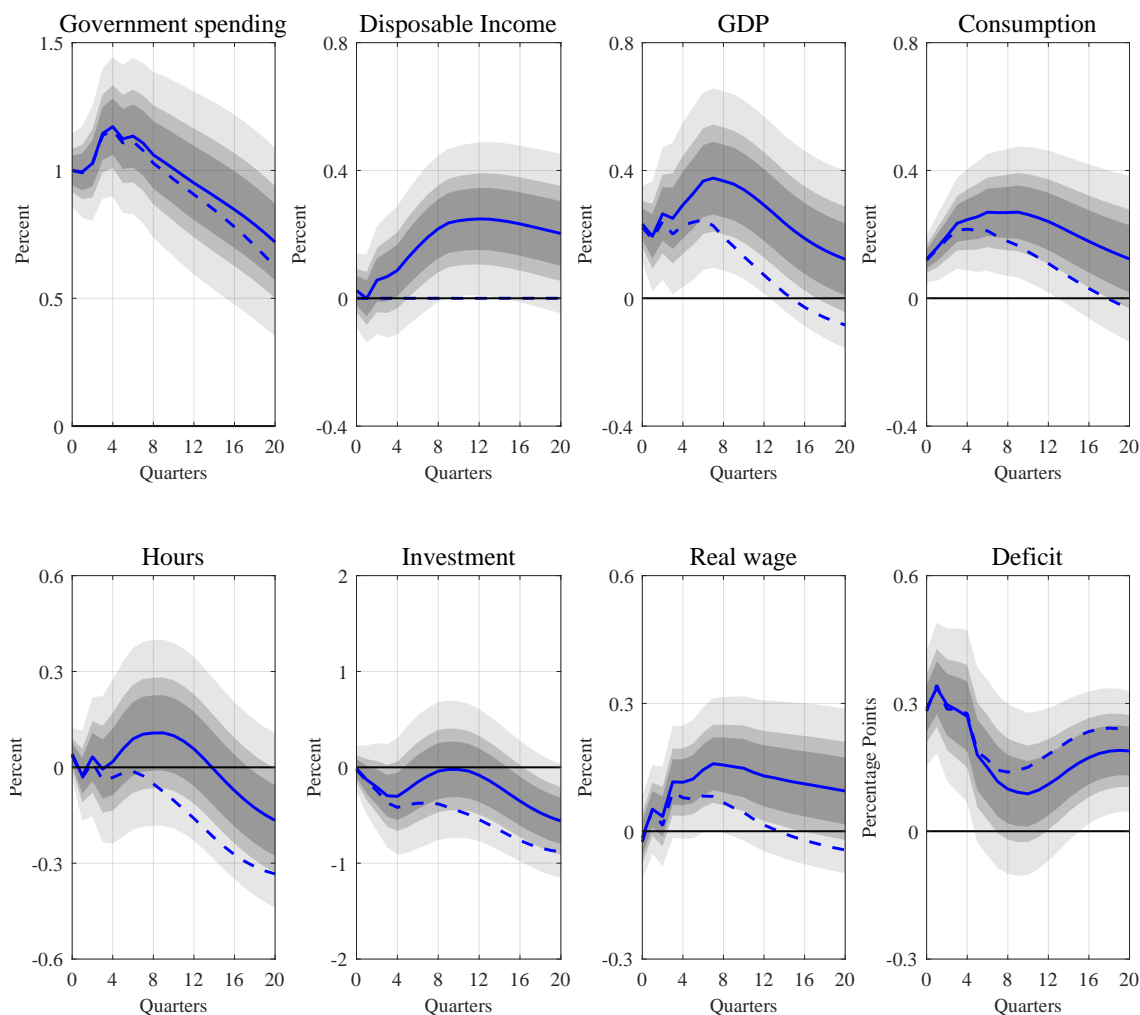 Government spending
Disposable Income
GDP
Consumption
1.5
0.8
0.8
0.8
1
0.4
0.4
0.4
Percent
Percent
Percent
Percent
0.5
0
0
0
0
-0.4
-0.4
-0.4
0 4 8 12 16 20
0 4 8 12 16 20
0 4 8 12 16 20
0 4 8 12 16 20
Quarters
Quarters
Quarters
Quarters
Hours
Investment
Real wage
Deficit
0.6
2
0.6
0.6
0.3
1
0.3
0.3
Percent
Percent
Percent
Percentage Points
0
0
0
0
-0.3
-1
-0.6
-2
-0.3
-0.3
0 4 8 12 16 20
0 4 8 12 16 20
0 4 8 12 16 20
0 4 8 12 16 20
Quarters
Quarters
Quarters
Quarters